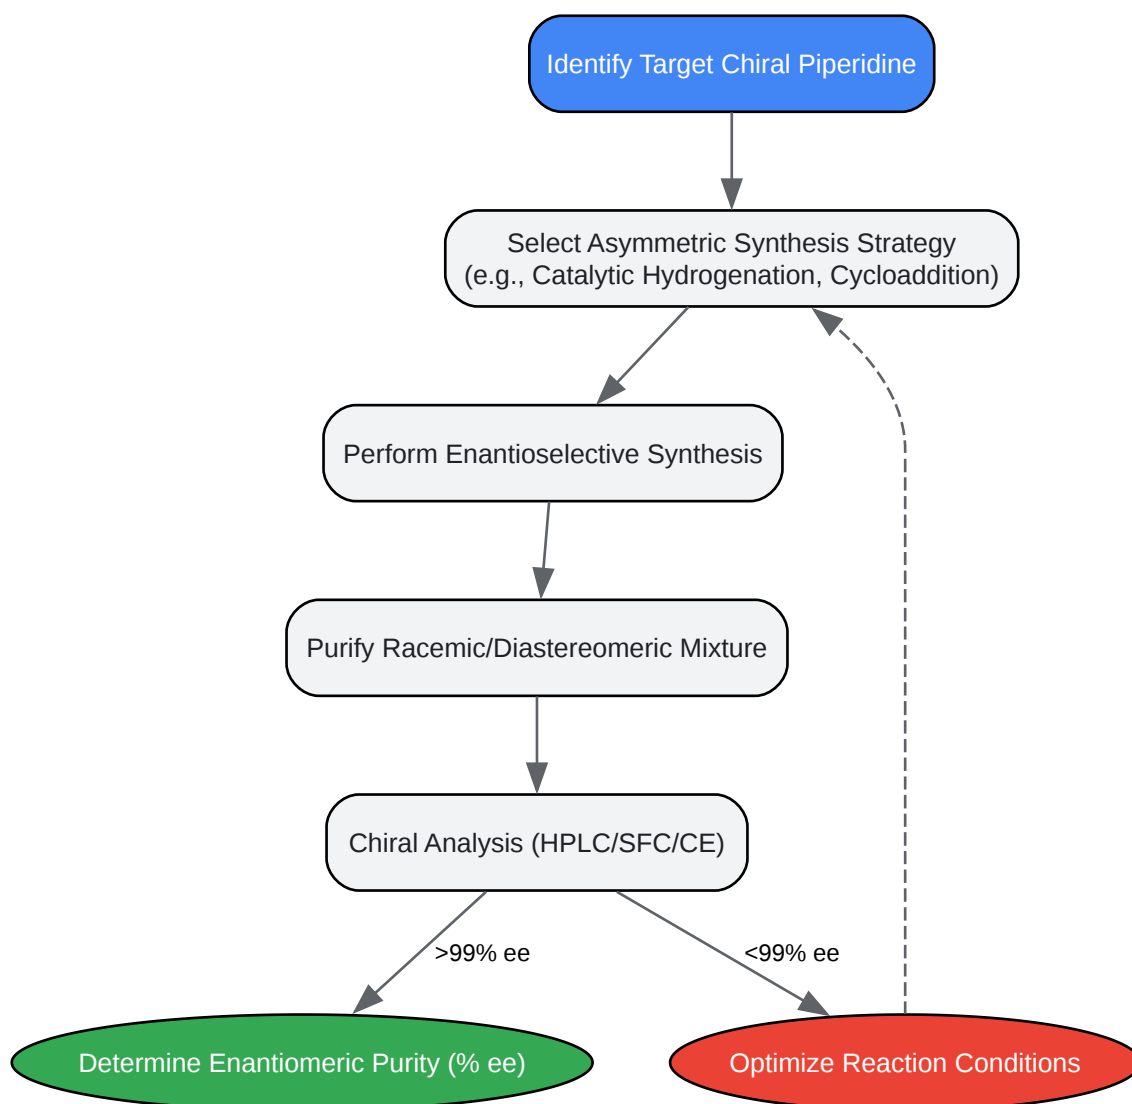 Identify Target Chiral Piperidine
Select Asymmetric Synthesis Strategy
(e.g., Catalytic Hydrogenation, Cycloaddition)
Perform Enantioselective Synthesis
Purify Racemic/Diastereomeric Mixture
Chiral Analysis (HPLC/SFC/CE)
>99% ee
<99% ee
Determine Enantiomeric Purity (% ee)
Optimize Reaction Conditions